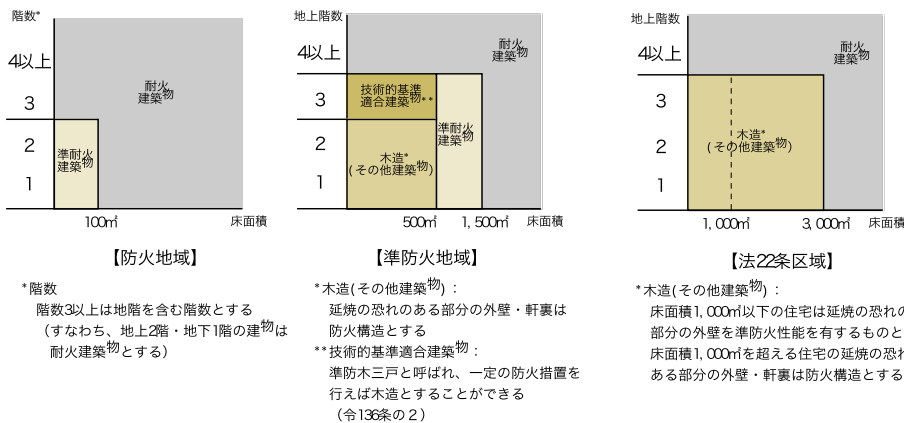 階数*
4以上
3
2
1
耐火
建築物
準耐火
建築物
100㎡
床面積
【防火地域】
*階数
階数3以上は地階を含む階数とする
（すなわち、地上2階・地下1階の建物は
耐火建築物とする）
地上階数
4以上
3
2
1
耐火
建築物
技術的基準
適合建築物**
準耐火
建築物
木造*
(その他建築物)
500㎡
1,500㎡
床面積
【準防火地域】
*木造(その他建築物)：
延焼の恐れのある部分の外壁・軒裏は
防火構造とする
**技術的基準適合建築物：
準防木三戸と呼ばれ、一定の防火措置を
行えば木造とすることができる
（令136条の２）
地上階数
4以上
3
2
1
耐火
建築物
木造*
(その他建築物)
1,000㎡
3,000㎡
床面積
【法22条区域】
*木造(その他建築物)：
床面積1,000㎡以下の住宅は延焼の恐れの
部分の外壁を準防火性能を有するものと
床面積1,000㎡を超える住宅の延焼の恐れ
ある部分の外壁・軒裏は防火構造とする